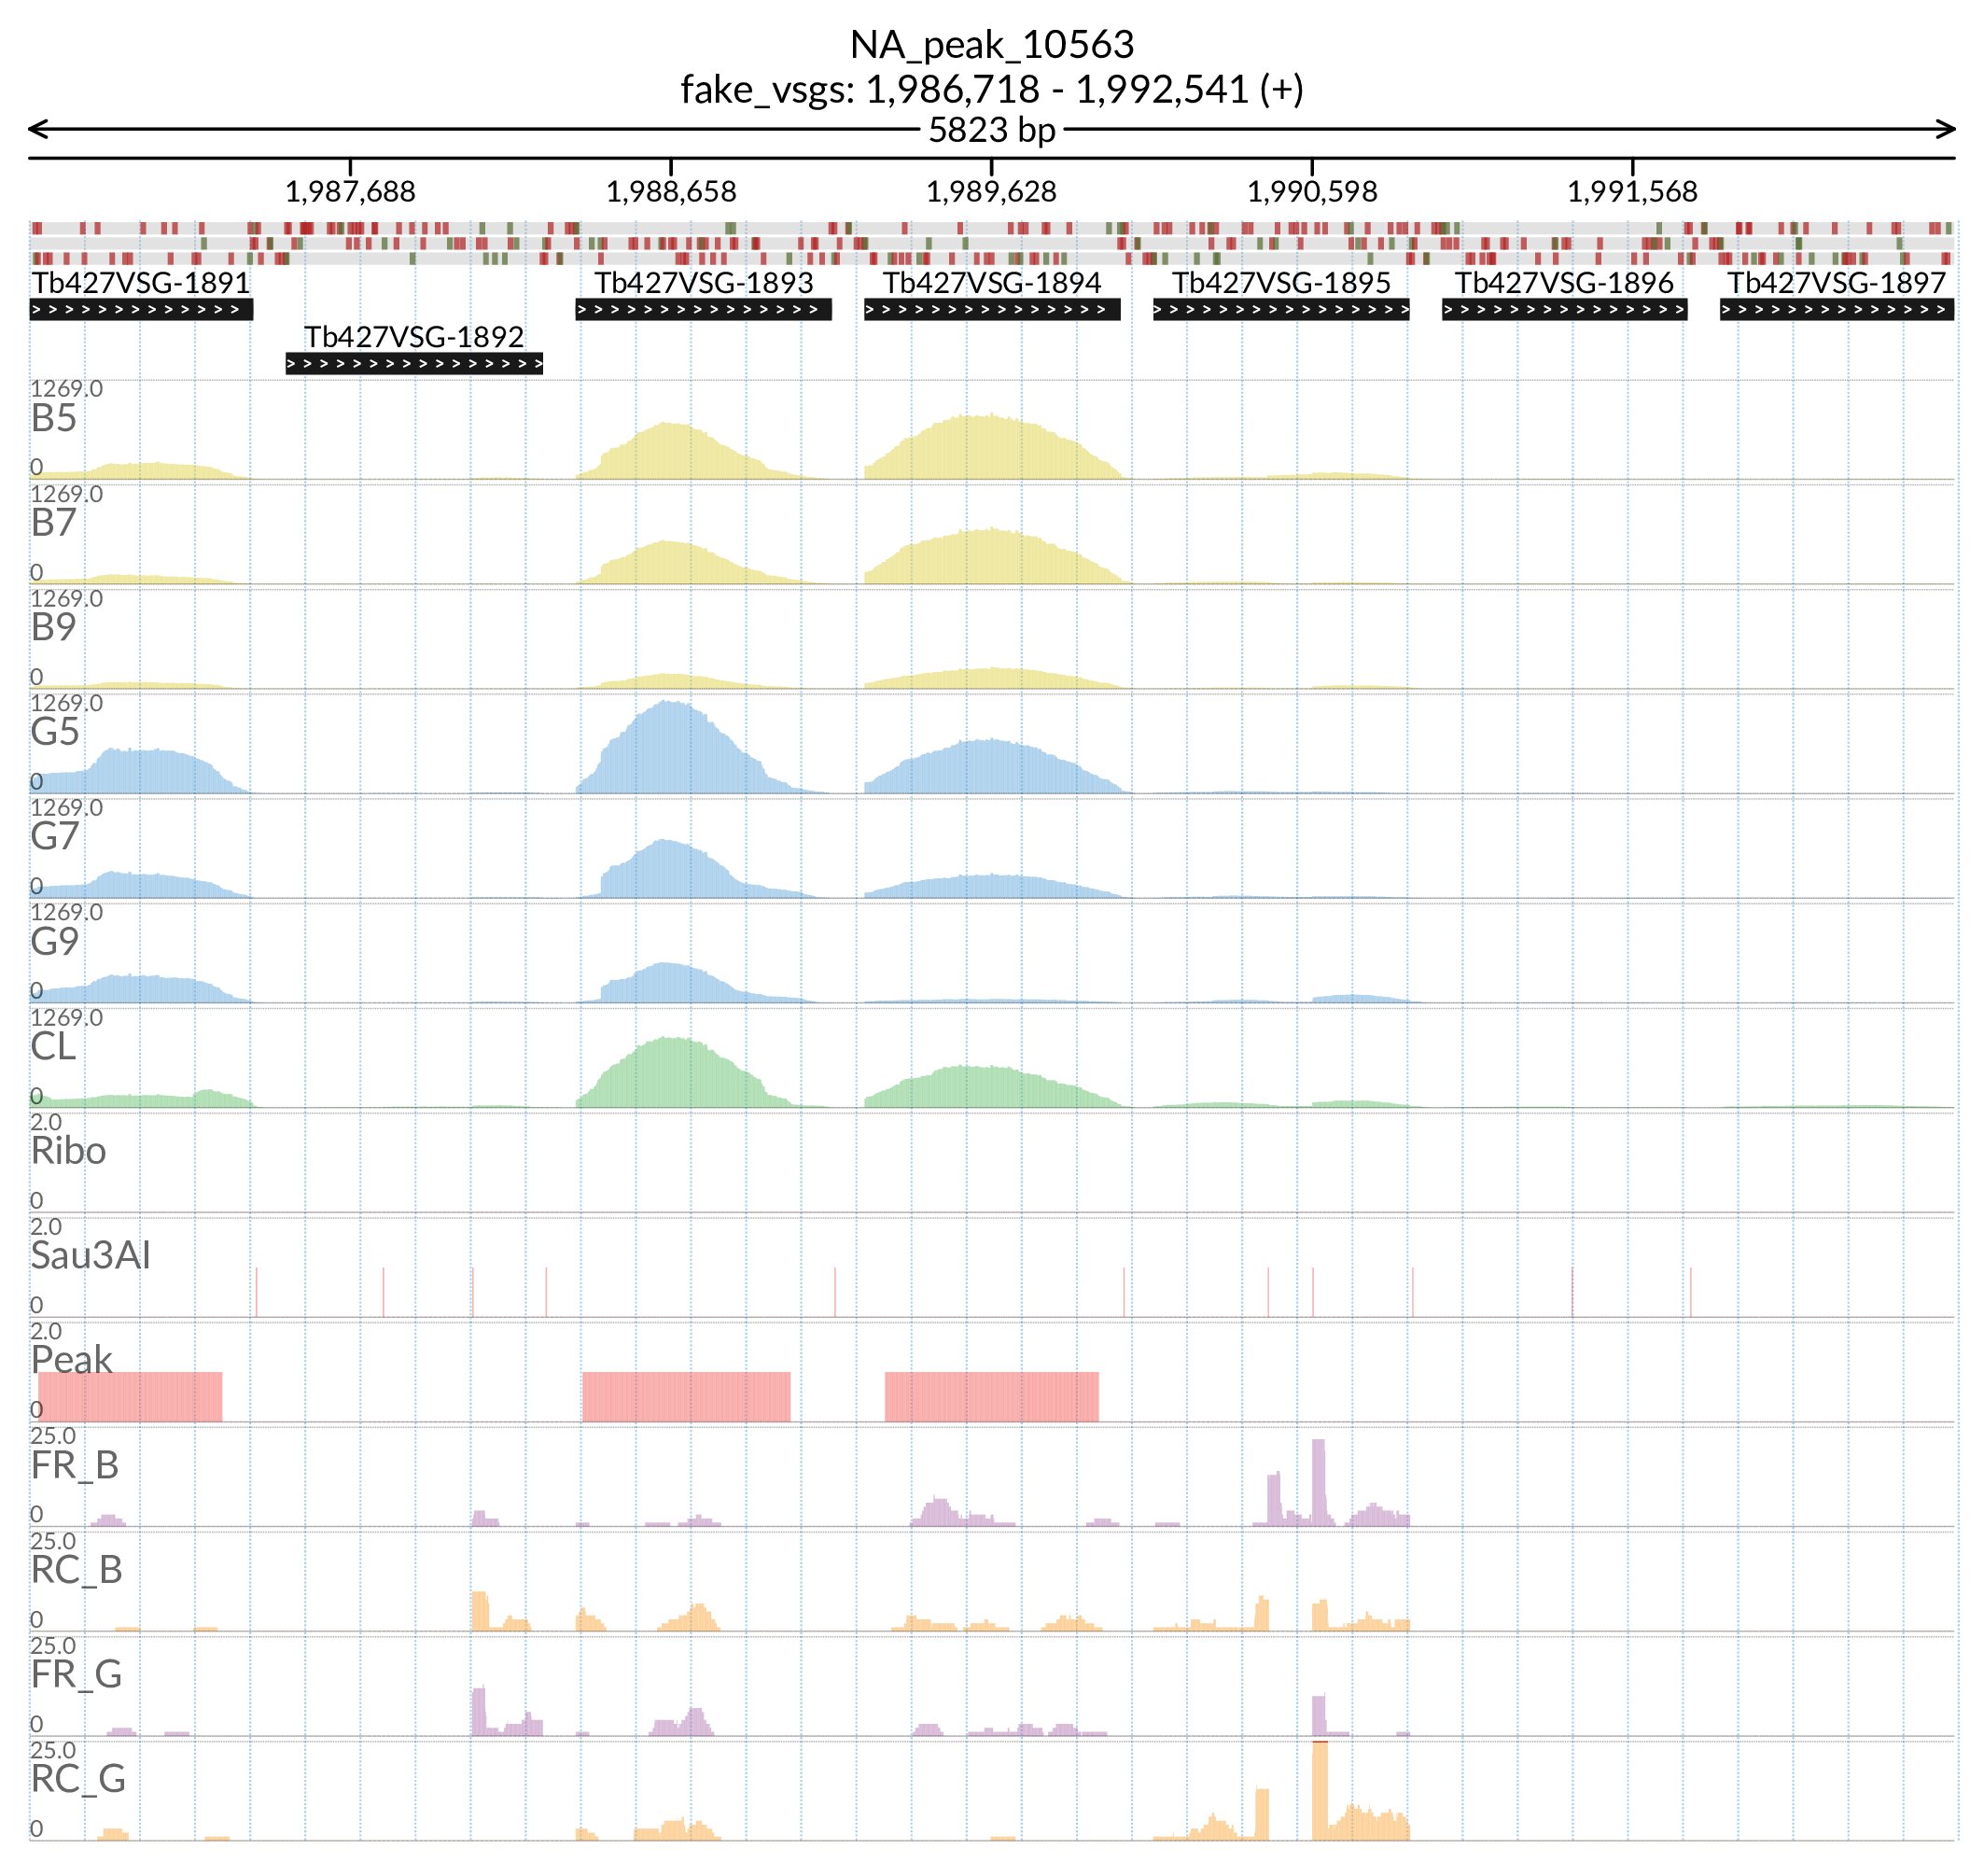 NA_peak_10563
fake_vsgs: 1,986,718 - 1,992,541 (+)
5823 bp
1,987,688 1,988,658 1,989,628 1,990,598 1,991,568
Tb427VSG-1891 Tb427VSG-1893 Tb427VSG-1894 Tb427VSG-1895 Tb427VSG-1896 Tb427VSG-1897
Tb427VSG-1892
1269.0
B5
0
1269.0
B7
0
1269.0
B9
0
1269.0
G5
0
1269.0
G7
0
1269.0
G9
0
1269.0
CL
0
2.0
Ribo
0
2.0
Sau3AI
0
2.0
Peak
0
25.0
FR_B
0
25.0
RC_B
0
25.0
FR_G
0
25.0
RC_G
0